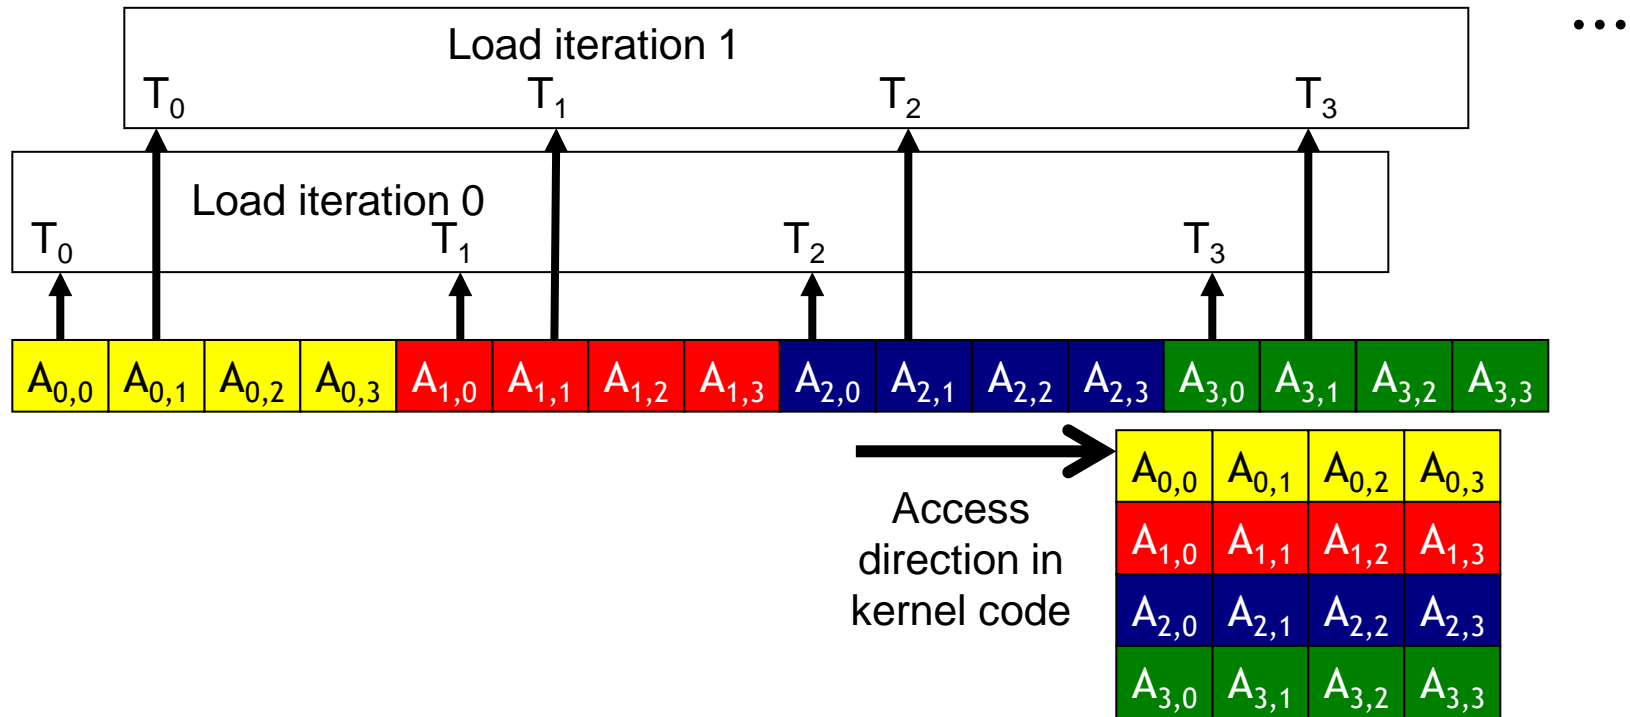 ...
Load iteration 1
T0 T1 T2 T3
Load iteration 0
T0 T1 T2 T3
A0,0 A0,1 A0,2 A0,3 A1,0 A1,1 A1,2 A1,3 A2,0 A2,1 A2,2 A2,3 A3,0 A3,1 A3,2 A3,3
Access
direction in
kernel code
A0,0 A0,1 A0,2 A0,3
A1,0 A1,1 A1,2 A1,3
A2,0 A2,1 A2,2 A2,3
A3,0 A3,1 A3,2 A3,3